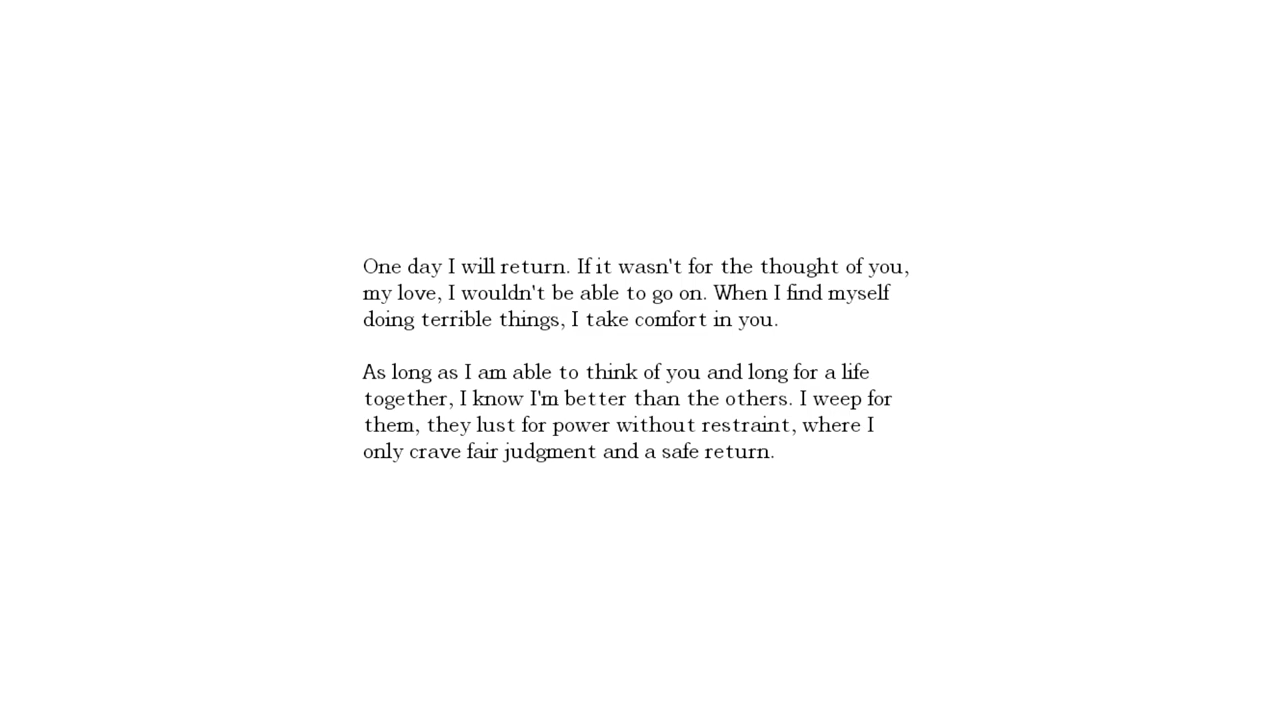 One day I will return. If it wasn't for the thought of you,
my love, I wouldn't be able to go on. When I find myself
doing terrible things, I take comfort in you.
As long as I am able to think of you and long for a life
together, I know I'm better than the others. I weep for
them, they lust for power without restraint, where I
only crave fair judgment and a safe return.